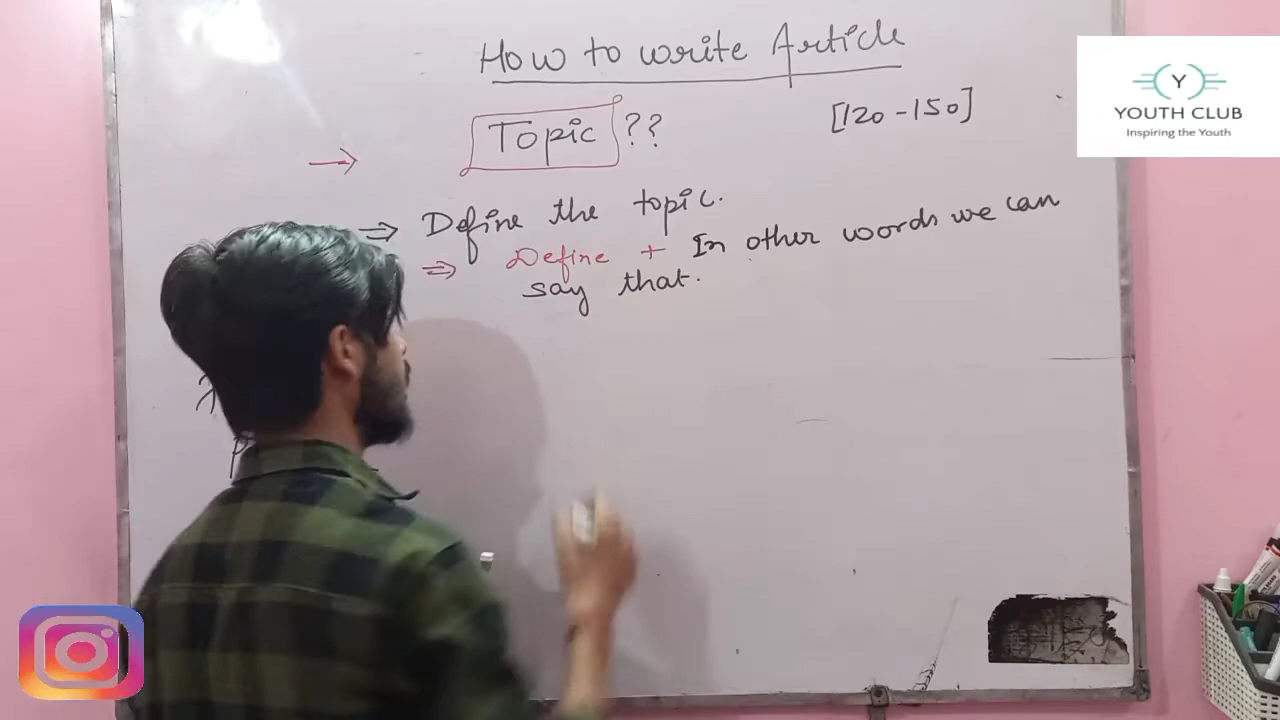 How to write Article
Topic ??
[120 - 150]
⇒ Define the topic.
⇒ Define + In other words we can
say that.
Y
YOUTH CLUB
Inspiring the Youth